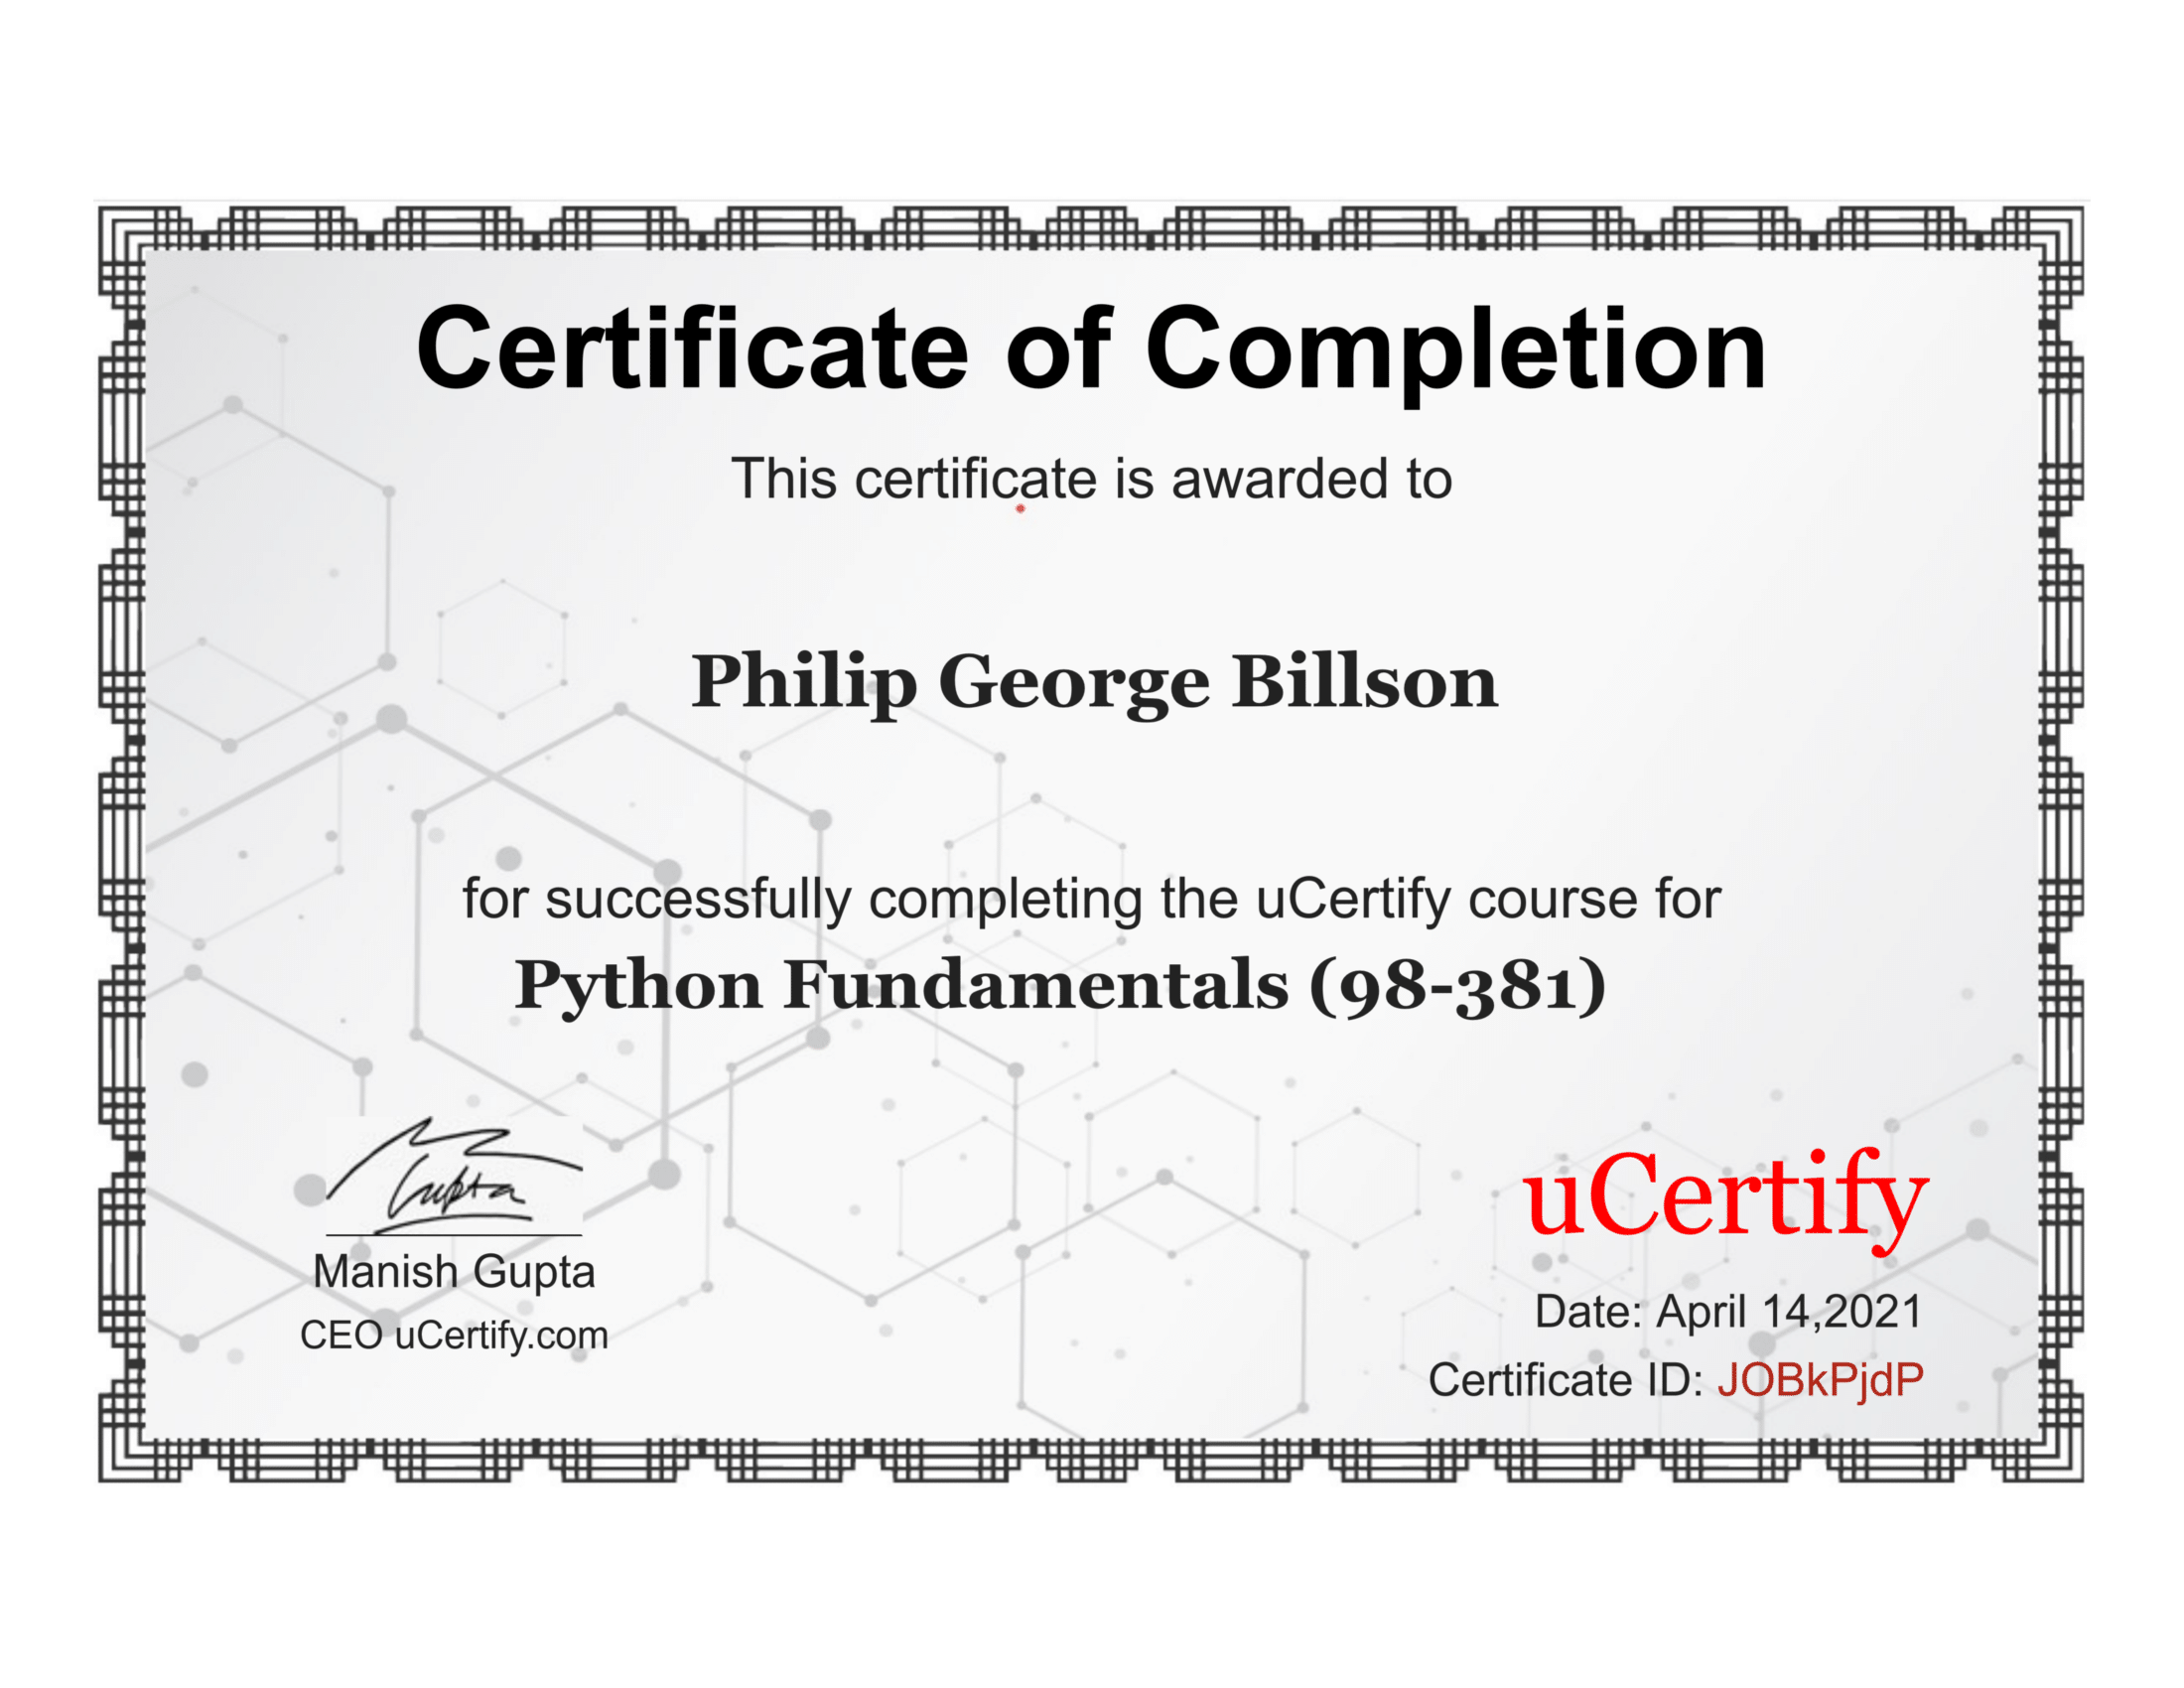 Certificate of Completion
This certificate is awarded to
Philip George Billson
for successfully completing the uCertify course for
Python Fundamentals (98-381)
Gupta
Manish Gupta
CEO uCertify.com
uCertify
Date: April 14,2021
Certificate ID: JOBkPjdP